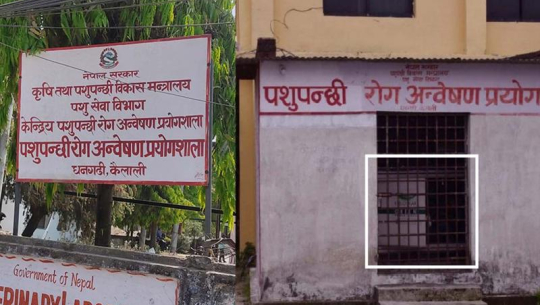 नेपाल सरकार
कृषि तथा पशुपन्छी विकास मन्त्रालय
पशु सेवा विभाग
केन्द्रिय पशुपन्छी रोग अन्वेषण प्रयोगशाला
पशुपन्छी रोग अन्वेषण प्रयोगशाला
धनगढी, कैलाली
Government of Nepal
पशुपन्छी रोग अन्वेषण प्रयोग